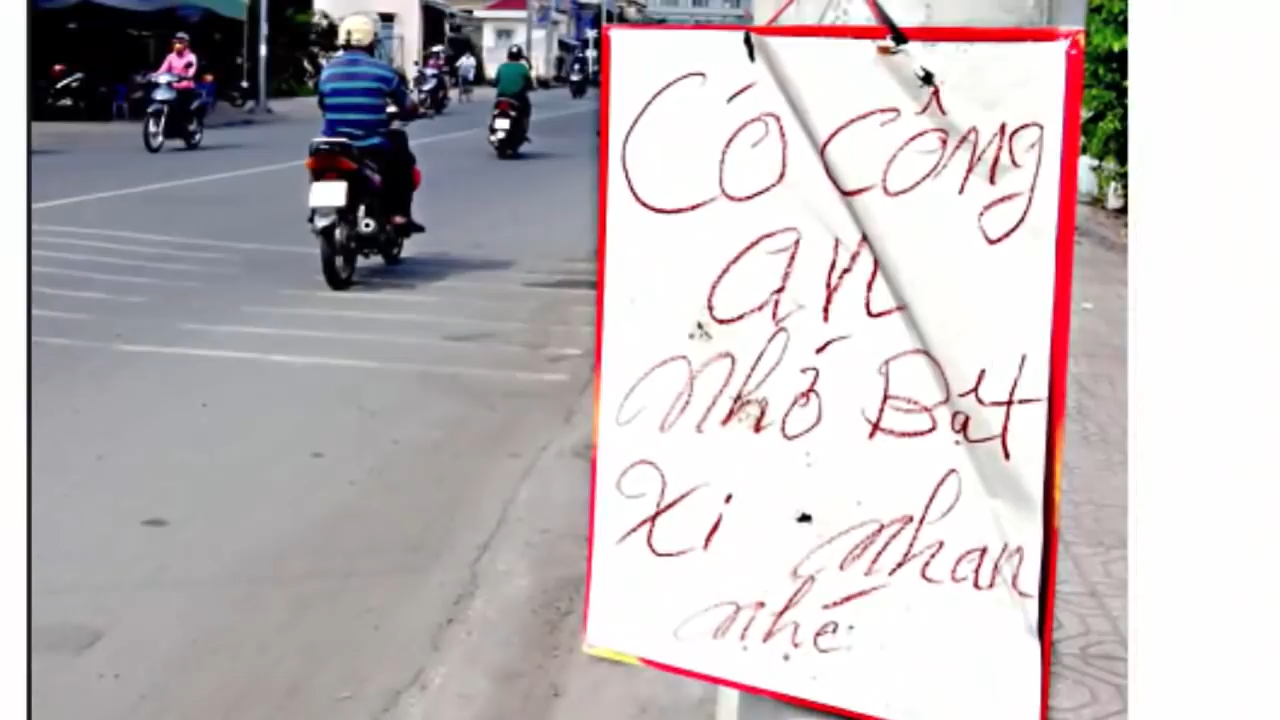 Có công
an
nhớ Bật
Xi nhan
nhé